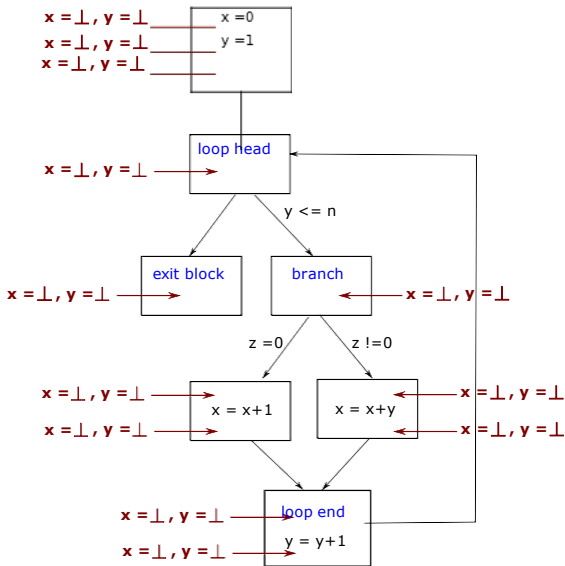 x =⊥, y =⊥ x =0
x =⊥, y =⊥ y =1
x =⊥, y =⊥
loop head
x =⊥, y =⊥
y <= n
exit block branch
x =⊥, y =⊥ x =⊥, y =⊥
z =0 z !=0
x =⊥, y =⊥ x =⊥, y =⊥
x = x+1 x = x+y
x =⊥, y =⊥ x =⊥, y =⊥
x =⊥, y =⊥ loop end
x =⊥, y =⊥ y = y+1